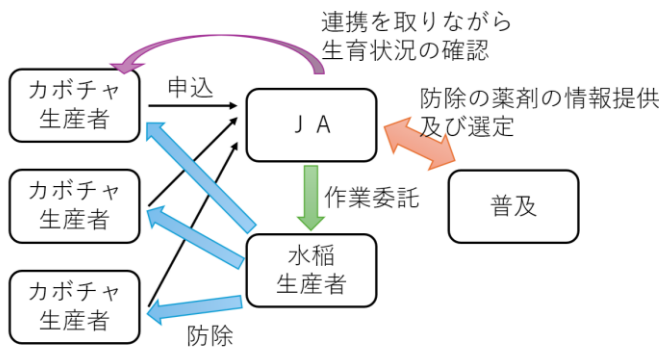 連携を取りながら
生育状況の確認
カボチャ
生産者
申込
ＪＡ
防除の薬剤の情報提供
及び選定
カボチャ
生産者
作業委託
普及
水稲
生産者
カボチャ
生産者
防除